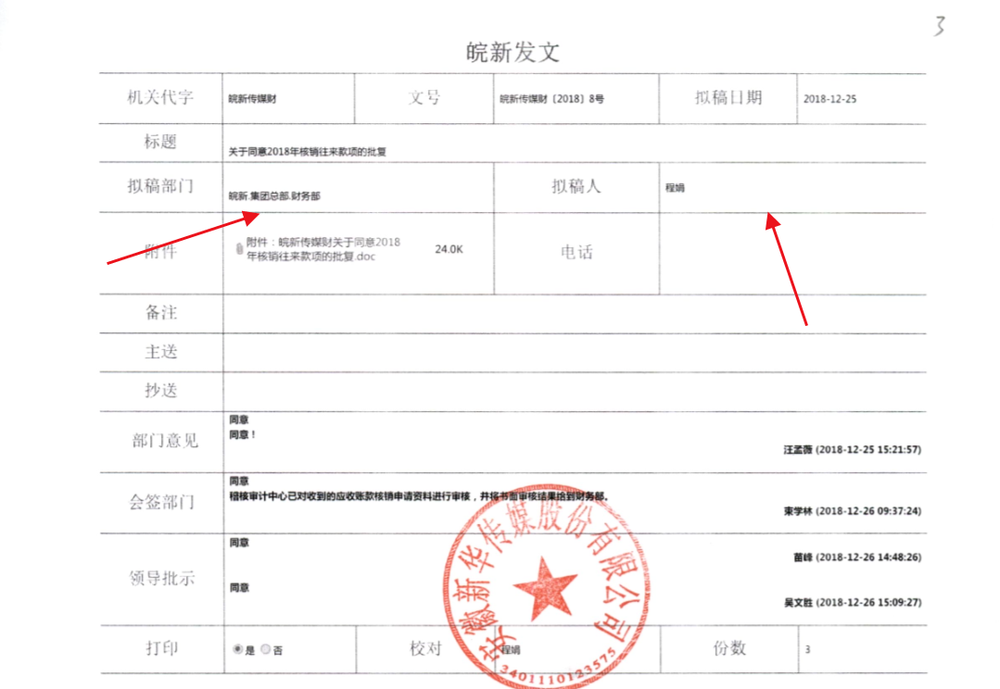 3
皖新发文
机关代字 皖新传媒财 文号 皖新传媒财〔2018〕8号 拟稿日期 2018-12-25
标题 关于同意2018年核销往来款项的批复
拟稿部门 皖新.集团总部.财务部 拟稿人 程娟
附件 附件：皖新传媒财关于同意2018 24.0K 电话
年核销往来款项的批复.doc
备注
主送
抄送
部门意见 同意
同意！
汪孟薇 (2018-12-25 15:21:57)
会签部门 同意
稽核审计中心已对收到的应收账款核销申请资料进行审核，并将书面审核结果给到财务部。
束学林 (2018-12-26 09:37:24)
领导批示 同意
苗峰 (2018-12-26 14:48:26)
同意
吴文胜 (2018-12-26 15:09:27)
打印 是 否 校对 程娟 份数 3
安徽新华传媒股份有限公司
3401110123575